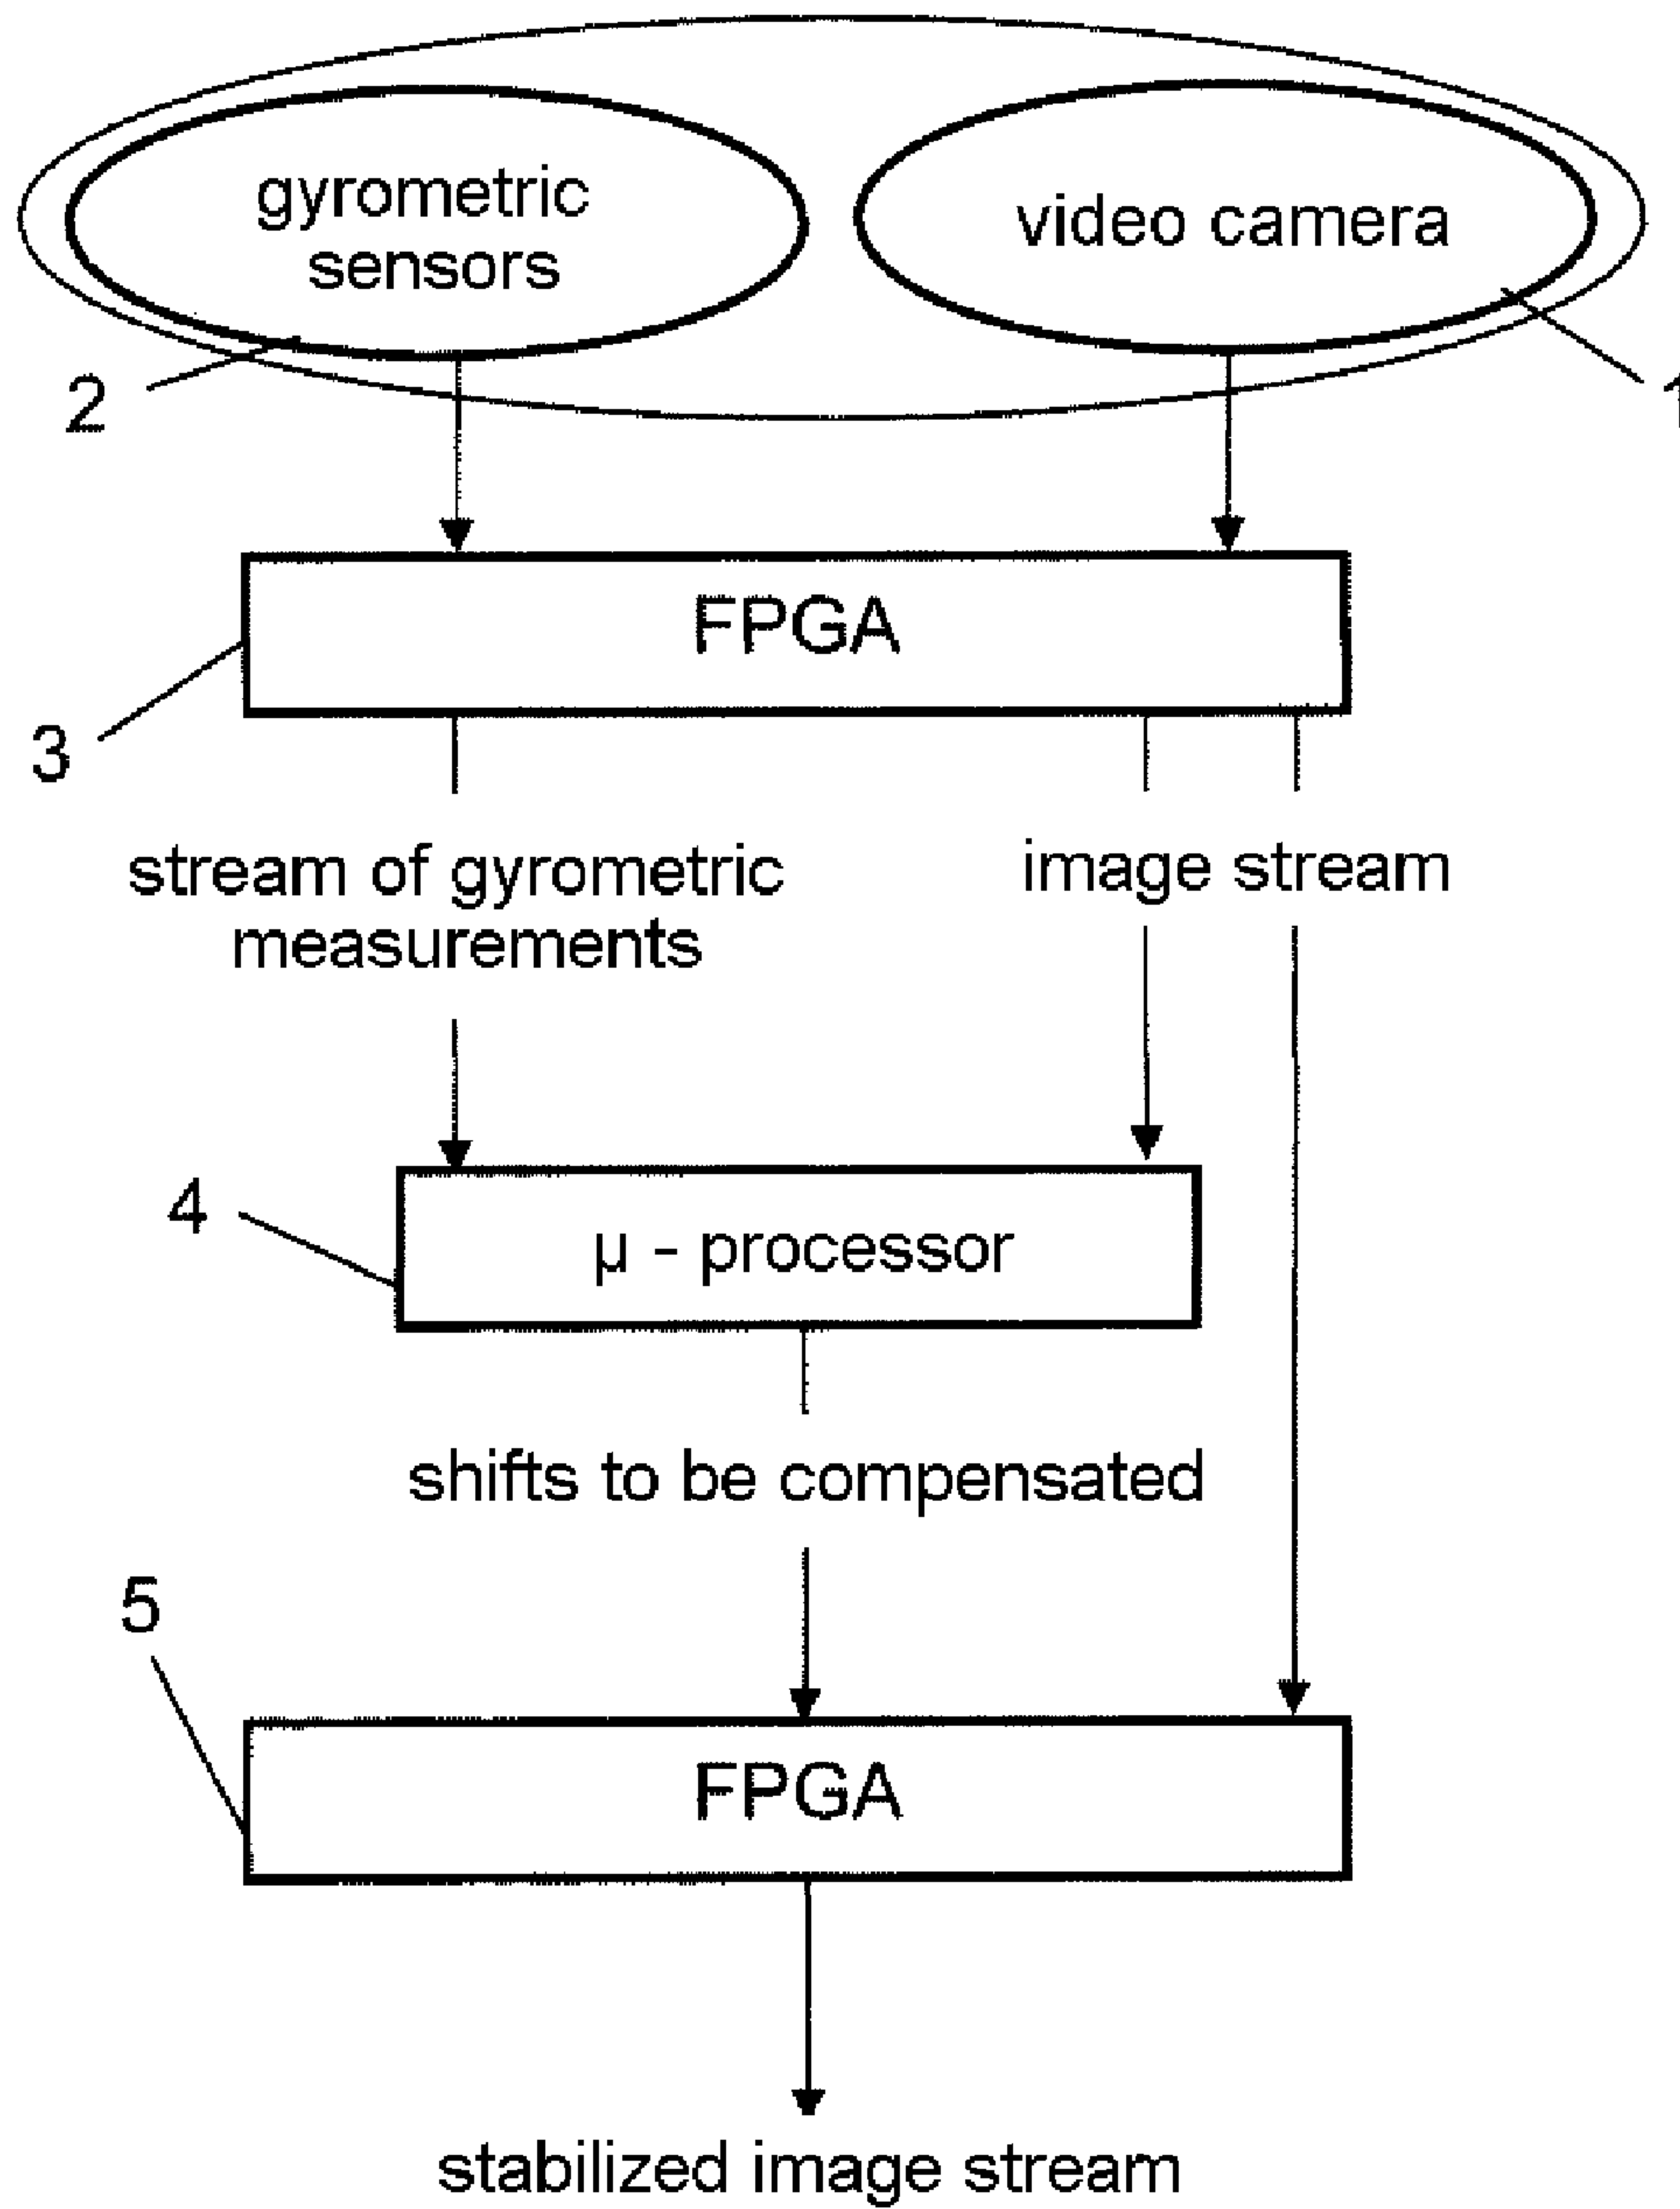 gyrometric
sensors
video camera
2
1
FPGA
3
stream of gyrometric
measurements
image stream
4
µ - processor
shifts to be compensated
5
FPGA
stabilized image stream